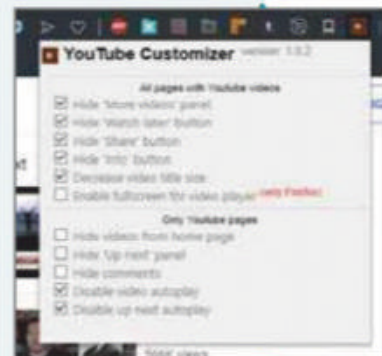 YouTube Customizer version 1.9.2
All pages with Youtube videos
Hide 'More videos' panel
Hide 'Watch later' button
Hide 'Share' button
Hide 'Info' button
Decrease video title size
Enable fullscreen for video player (only Firefox)
Only Youtube pages
Hide videos from home page
Hide 'Up next' panel
Hide comments
Disable video autoplay
Disable up next autoplay
views